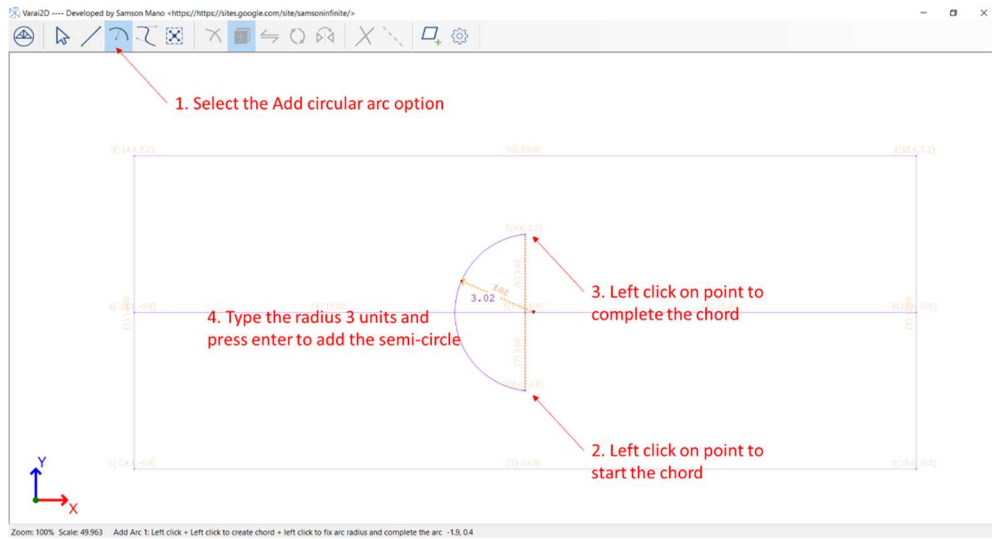 Varai2D ---- Developed by Samson Mano <https://https://sites.google.com/site/samsoninfinite/>
1. Select the Add circular arc option
3.02
3.02
3. Left click on point to
complete the chord
4. Type the radius 3 units and
press enter to add the semi-circle
2. Left click on point to
start the chord
Y
X
Zoom: 100% Scale: 49.963 Add Arc 1: Left click + Left click to create chord + left click to fix arc radius and complete the arc -1.9, 0.4